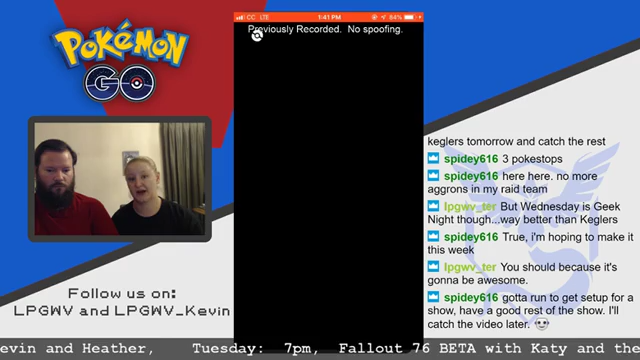 POKÉMON
GO
CC LTE 1:41 PM 84%
Previously Recorded. No spoofing.
keglers tomorrow and catch the rest
spidey616 3 pokestops
spidey616 here here. no more
aggrons in my raid team
lpgwv_ter But Wednesday is Geek
Night though...way better than Keglers
spidey616 True, i'm hoping to make it
this week
lpgwv_ter You should because it's
gonna be awesome.
spidey616 gotta run to get setup for a
show, have a good rest of the show. I'll
catch the video later.
Follow us on:
LPGWV and LPGWV_Kevin
evin and Heather, Tuesday: 7pm, Fallout 76 BETA with Katy and the